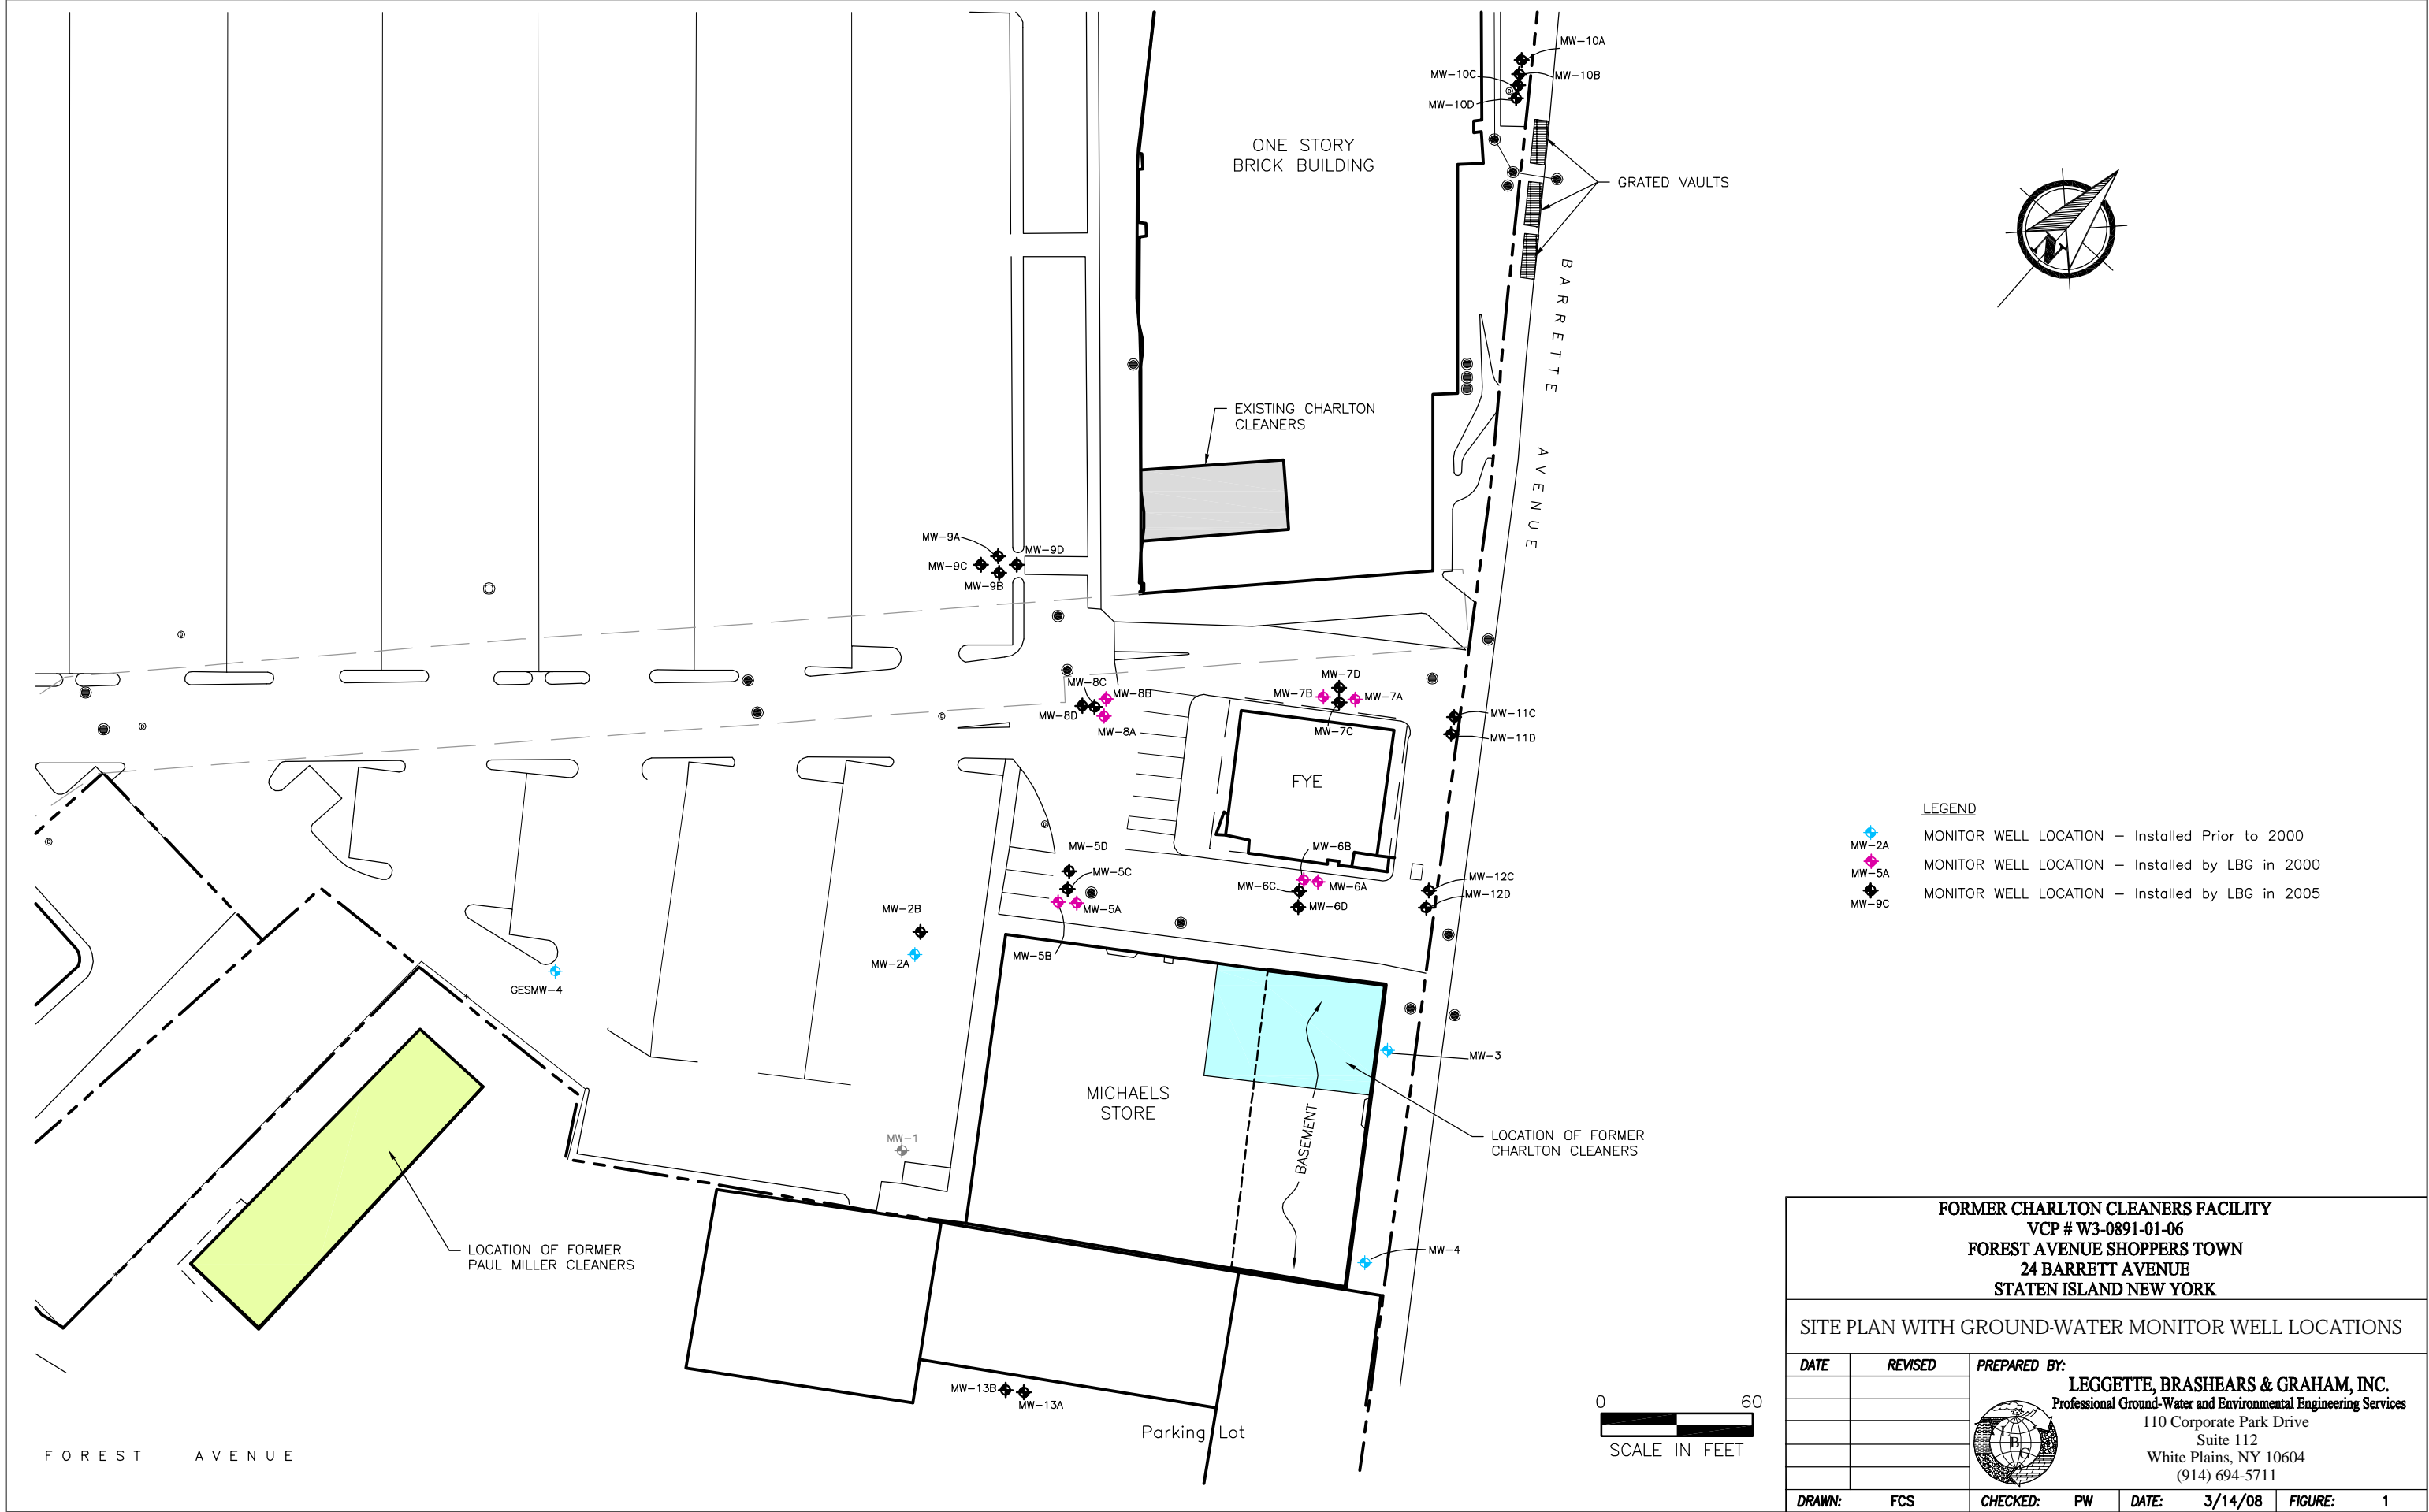 MW-10A
MW-10C
MW-10B
MW-10D
ONE STORY
BRICK BUILDING
GRATED VAULTS
N
BARRETTE AVENUE
EXISTING CHARLTON
CLEANERS
MW-9A
MW-9D
MW-9C
MW-9B
MW-8C
MW-8B
MW-8D
MW-8A
MW-7D
MW-7B
MW-7A
MW-7C
MW-11C
MW-11D
FYE
LEGEND
MW-2A
MONITOR WELL LOCATION - Installed Prior to 2000
MW-5A
MONITOR WELL LOCATION - Installed by LBG in 2000
MW-9C
MONITOR WELL LOCATION - Installed by LBG in 2005
MW-5D
MW-5C
MW-5A
MW-5B
MW-6B
MW-6C
MW-6A
MW-6D
MW-12C
MW-12D
MW-2B
MW-2A
GESMW-4
MW-3
MICHAELS
STORE
BASEMENT
LOCATION OF FORMER
CHARLTON CLEANERS
MW-1
MW-4
LOCATION OF FORMER
PAUL MILLER CLEANERS
MW-13B
MW-13A
Parking Lot
FOREST AVENUE
0 60
SCALE IN FEET
FORMER CHARLTON CLEANERS FACILITY
VCP # W3-0891-01-06
FOREST AVENUE SHOPPERS TOWN
24 BARRETT AVENUE
STATEN ISLAND NEW YORK
SITE PLAN WITH GROUND-WATER MONITOR WELL LOCATIONS
DATE REVISED PREPARED BY:
LEGGETTE, BRASHEARS & GRAHAM, INC.
Professional Ground-Water and Environmental Engineering Services
110 Corporate Park Drive
Suite 112
White Plains, NY 10604
(914) 694-5711
LBG
DRAWN: FCS CHECKED: PW DATE: 3/14/08 FIGURE: 1